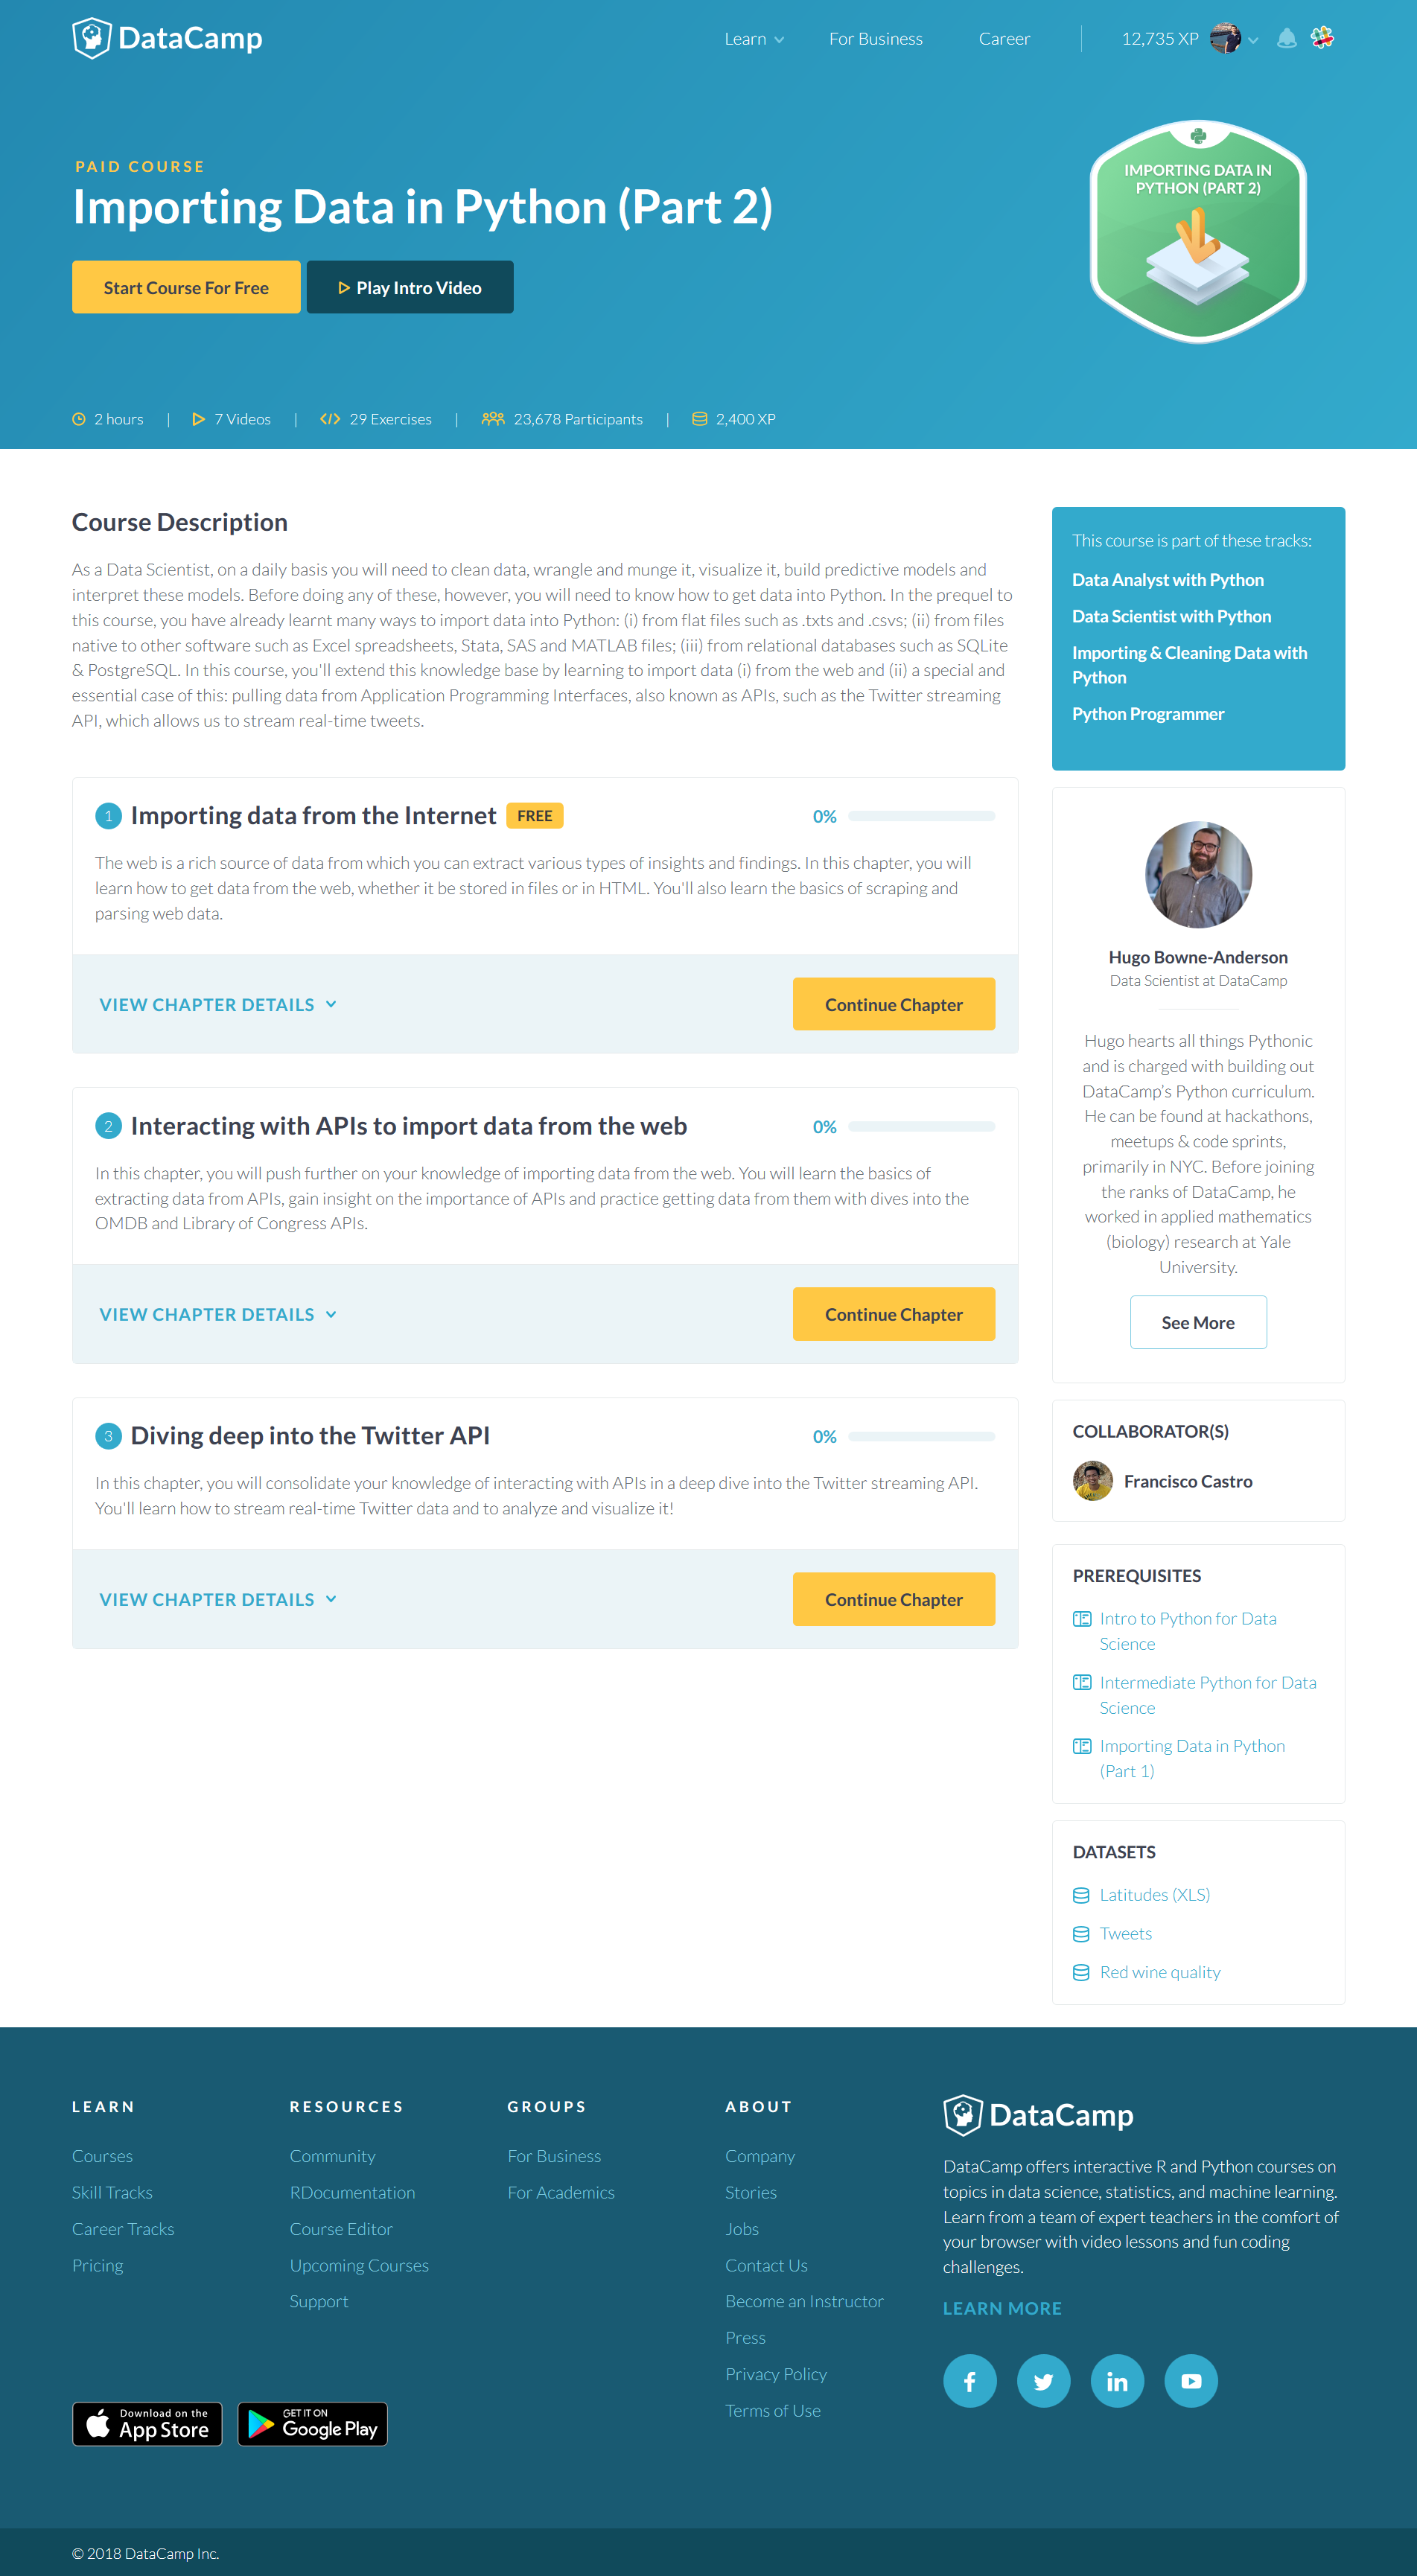 DataCamp
Learn
For Business
Career
12,735 XP
PAID COURSE
Importing Data in Python (Part 2)
Start Course For Free
Play Intro Video
IMPORTING DATA IN
PYTHON (PART 2)
2 hours
|
7 Videos
|
29 Exercises
|
23,678 Participants
|
2,400 XP
Course Description
As a Data Scientist, on a daily basis you will need to clean data, wrangle and munge it, visualize it, build predictive models and
interpret these models. Before doing any of these, however, you will need to know how to get data into Python. In the prequel to
this course, you have already learnt many ways to import data into Python: (i) from flat files such as .txts and .csvs; (ii) from files
native to other software such as Excel spreadsheets, Stata, SAS and MATLAB files; (iii) from relational databases such as SQLite
& PostgreSQL. In this course, you'll extend this knowledge base by learning to import data (i) from the web and (ii) a special and
essential case of this: pulling data from Application Programming Interfaces, also known as APIs, such as the Twitter streaming
API, which allows us to stream real-time tweets.
1 Importing data from the Internet FREE
0%
The web is a rich source of data from which you can extract various types of insights and findings. In this chapter, you will
learn how to get data from the web, whether it be stored in files or in HTML. You'll also learn the basics of scraping and
parsing web data.
VIEW CHAPTER DETAILS
Continue Chapter
2 Interacting with APIs to import data from the web
0%
In this chapter, you will push further on your knowledge of importing data from the web. You will learn the basics of
extracting data from APIs, gain insight on the importance of APIs and practice getting data from them with dives into the
OMDB and Library of Congress APIs.
VIEW CHAPTER DETAILS
Continue Chapter
3 Diving deep into the Twitter API
0%
In this chapter, you will consolidate your knowledge of interacting with APIs in a deep dive into the Twitter streaming API.
You'll learn how to stream real-time Twitter data and to analyze and visualize it!
VIEW CHAPTER DETAILS
Continue Chapter
This course is part of these tracks:
Data Analyst with Python
Data Scientist with Python
Importing & Cleaning Data with
Python
Python Programmer
Hugo Bowne-Anderson
Data Scientist at DataCamp
Hugo hearts all things Pythonic
and is charged with building out
DataCamp's Python curriculum.
He can be found at hackathons,
meetups & code sprints,
primarily in NYC. Before joining
the ranks of DataCamp, he
worked in applied mathematics
(biology) research at Yale
University.
See More
COLLABORATOR(S)
Francisco Castro
PREREQUISITES
Intro to Python for Data
Science
Intermediate Python for Data
Science
Importing Data in Python
(Part 1)
DATASETS
Latitudes (XLS)
Tweets
Red wine quality
LEARN
Courses
Skill Tracks
Career Tracks
Pricing
RESOURCES
Community
RDocumentation
Course Editor
Upcoming Courses
Support
GROUPS
For Business
For Academics
ABOUT
Company
Stories
Jobs
Contact Us
Become an Instructor
Press
Privacy Policy
Terms of Use
DataCamp
DataCamp offers interactive R and Python courses on
topics in data science, statistics, and machine learning.
Learn from a team of expert teachers in the comfort of
your browser with video lessons and fun coding
challenges.
LEARN MORE
Download on the
App Store
GET IT ON
Google Play
© 2018 DataCamp Inc.